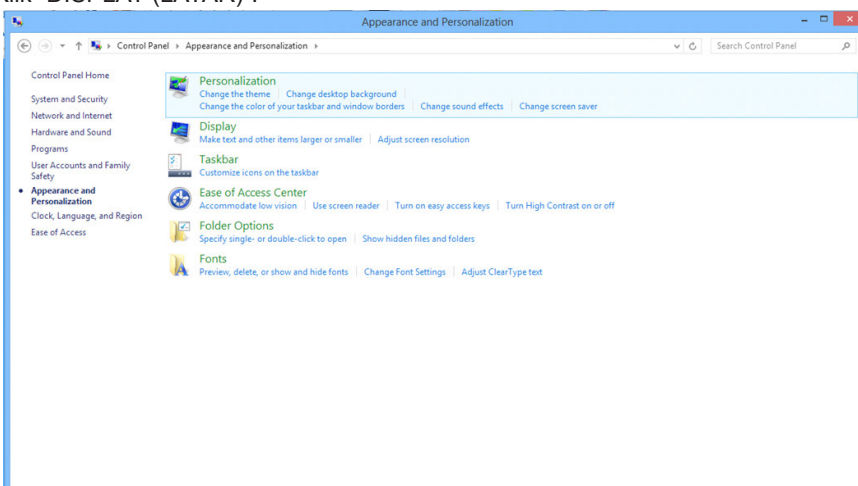 klik "DISPLAY (LAYAR)".
Appearance and Personalization
Control Panel ▸ Appearance and Personalization ▸
Search Control Panel
Control Panel Home
System and Security
Network and Internet
Hardware and Sound
Programs
User Accounts and Family
Safety
Appearance and
Personalization
Clock, Language, and Region
Ease of Access
Personalization
Change the theme | Change desktop background
Change the color of your taskbar and window borders | Change sound effects | Change screen saver
Display
Make text and other items larger or smaller | Adjust screen resolution
Taskbar
Customize icons on the taskbar
Ease of Access Center
Accommodate low vision | Use screen reader | Turn on easy access keys | Turn High Contrast on or off
Folder Options
Specify single- or double-click to open | Show hidden files and folders
Fonts
Preview, delete, or show and hide fonts | Change Font Settings | Adjust ClearType text